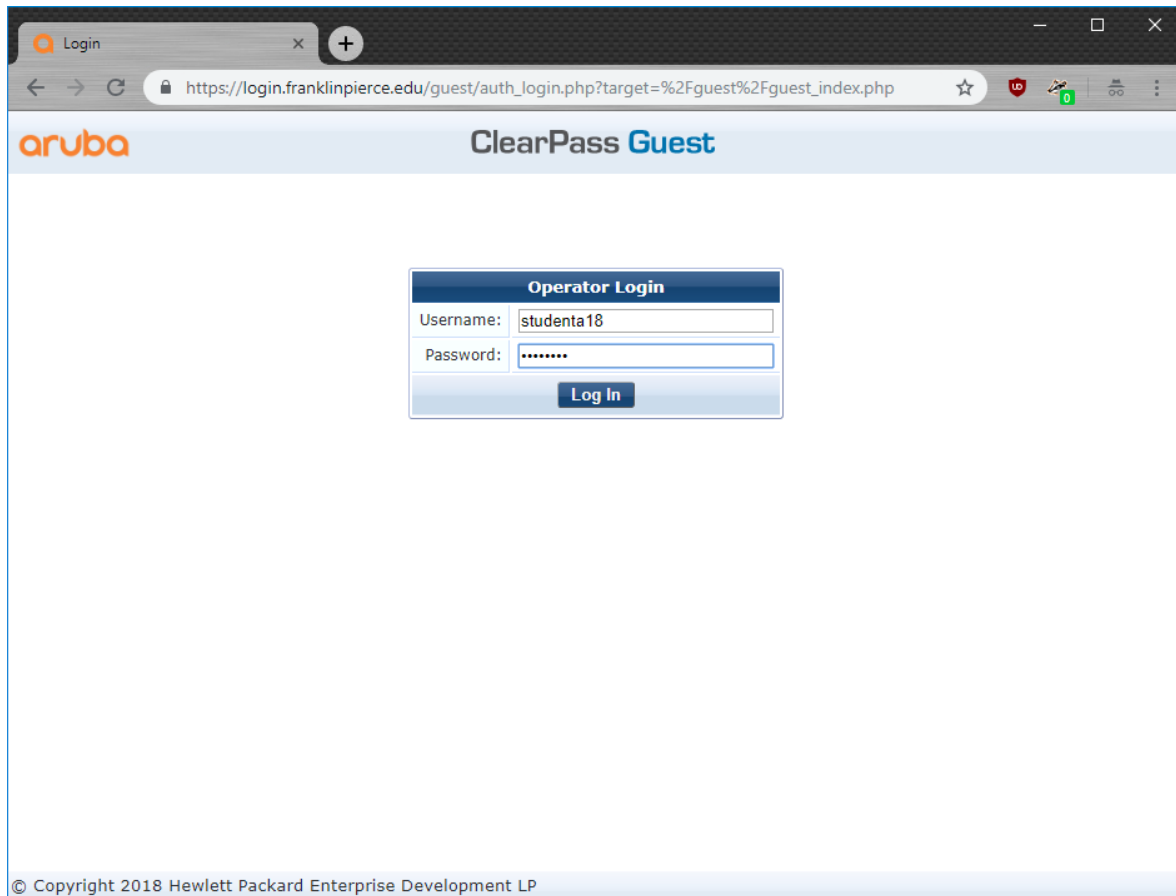 Login
https://login.franklinpierce.edu/guest/auth_login.php?target=%2Fguest%2Fguest_index.php
0
aruba
ClearPass Guest
Operator Login
Username: studenta18
Password: ••••••••
Log In
© Copyright 2018 Hewlett Packard Enterprise Development LP